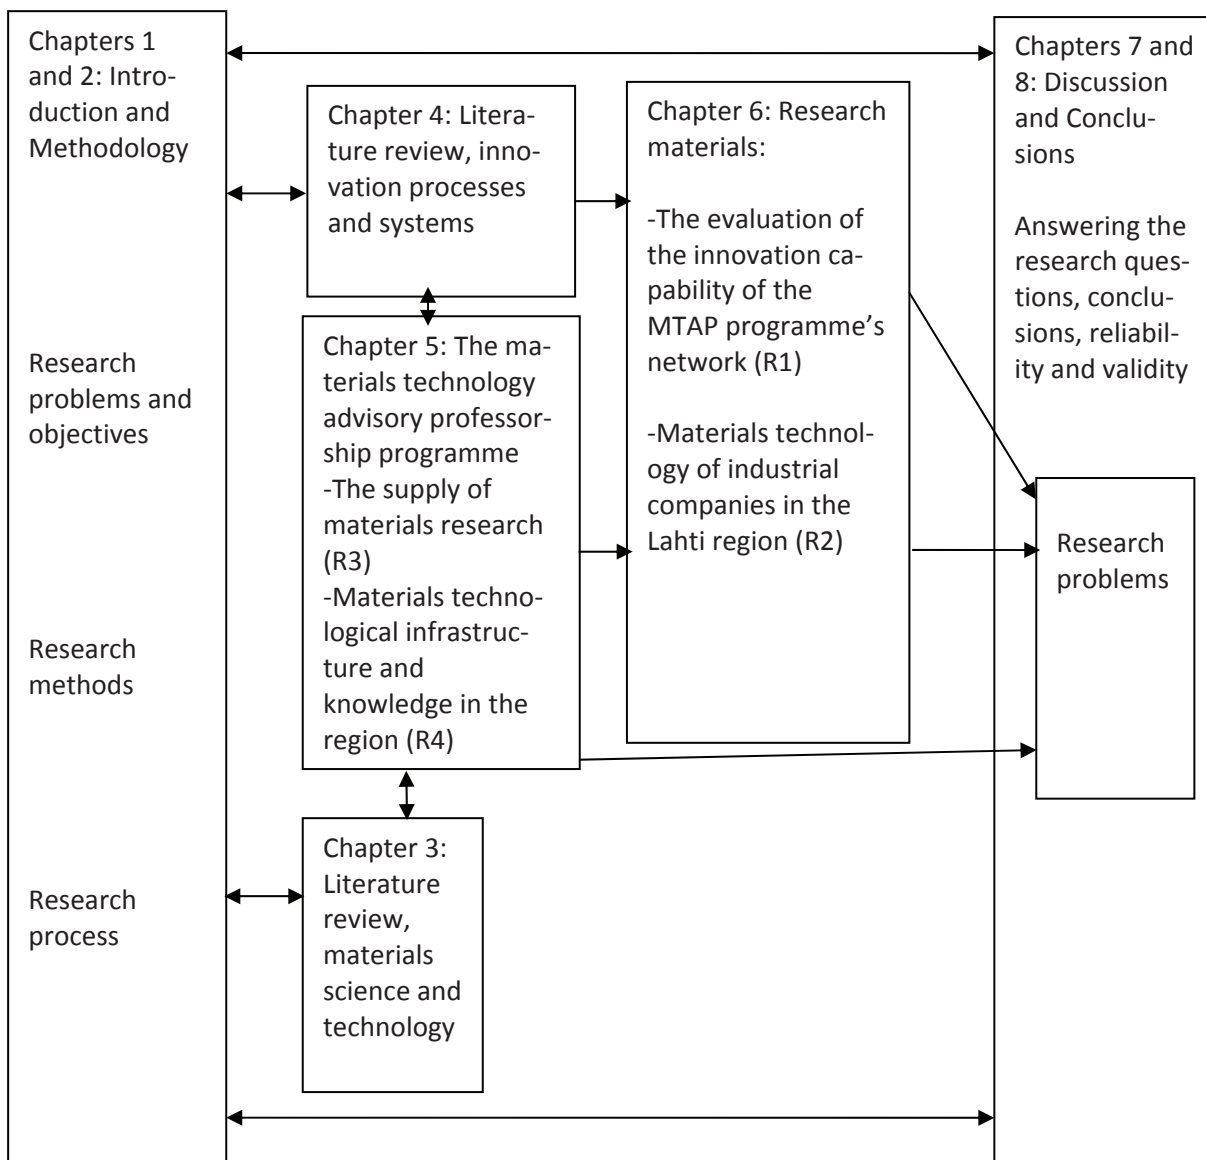 Chapters 1
and 2: Intro-
duction and
Methodology
Research
problems and
objectives
Research
methods
Research
process
Chapter 4: Litera-
ture review, inno-
vation processes
and systems
Chapter 5: The ma-
terials technology
advisory professor-
ship programme
-The supply of
materials research
(R3)
-Materials techno-
logical infrastruc-
ture and
knowledge in the
region (R4)
Chapter 3:
Literature
review,
materials
science and
technology
Chapter 6: Research
materials:
-The evaluation of
the innovation ca-
pability of the
MTAP programme’s
network (R1)
-Materials technol-
ogy of industrial
companies in the
Lahti region (R2)
Chapters 7 and
8: Discussion
and Conclu-
sions
Answering the
research ques-
tions, conclu-
sions, reliabil-
ity and validity
Research
problems